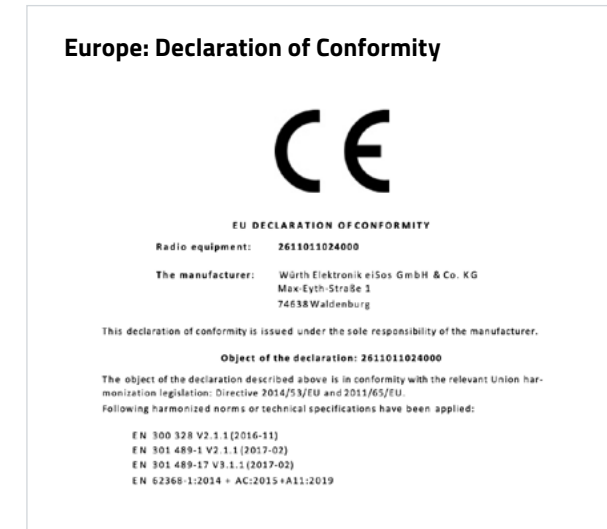 Europe: Declaration of Conformity
CE
EU DECLARATION OF CONFORMITY
Radio equipment: 2611011024000
The manufacturer: Würth Elektronik eiSos GmbH & Co. KG
Max-Eyth-Straße 1
74638 Waldenburg
This declaration of conformity is issued under the sole responsibility of the manufacturer.
Object of the declaration: 2611011024000
The object of the declaration described above is in conformity with the relevant Union har-
monization legislation: Directive 2014/53/EU and 2011/65/EU.
Following harmonized norms or technical specifications have been applied:
EN 300 328 V2.1.1 (2016-11)
EN 301 489-1 V2.1.1 (2017-02)
EN 301 489-17 V3.1.1 (2017-02)
EN 62368-1:2014 + AC:2015 +A11:2019